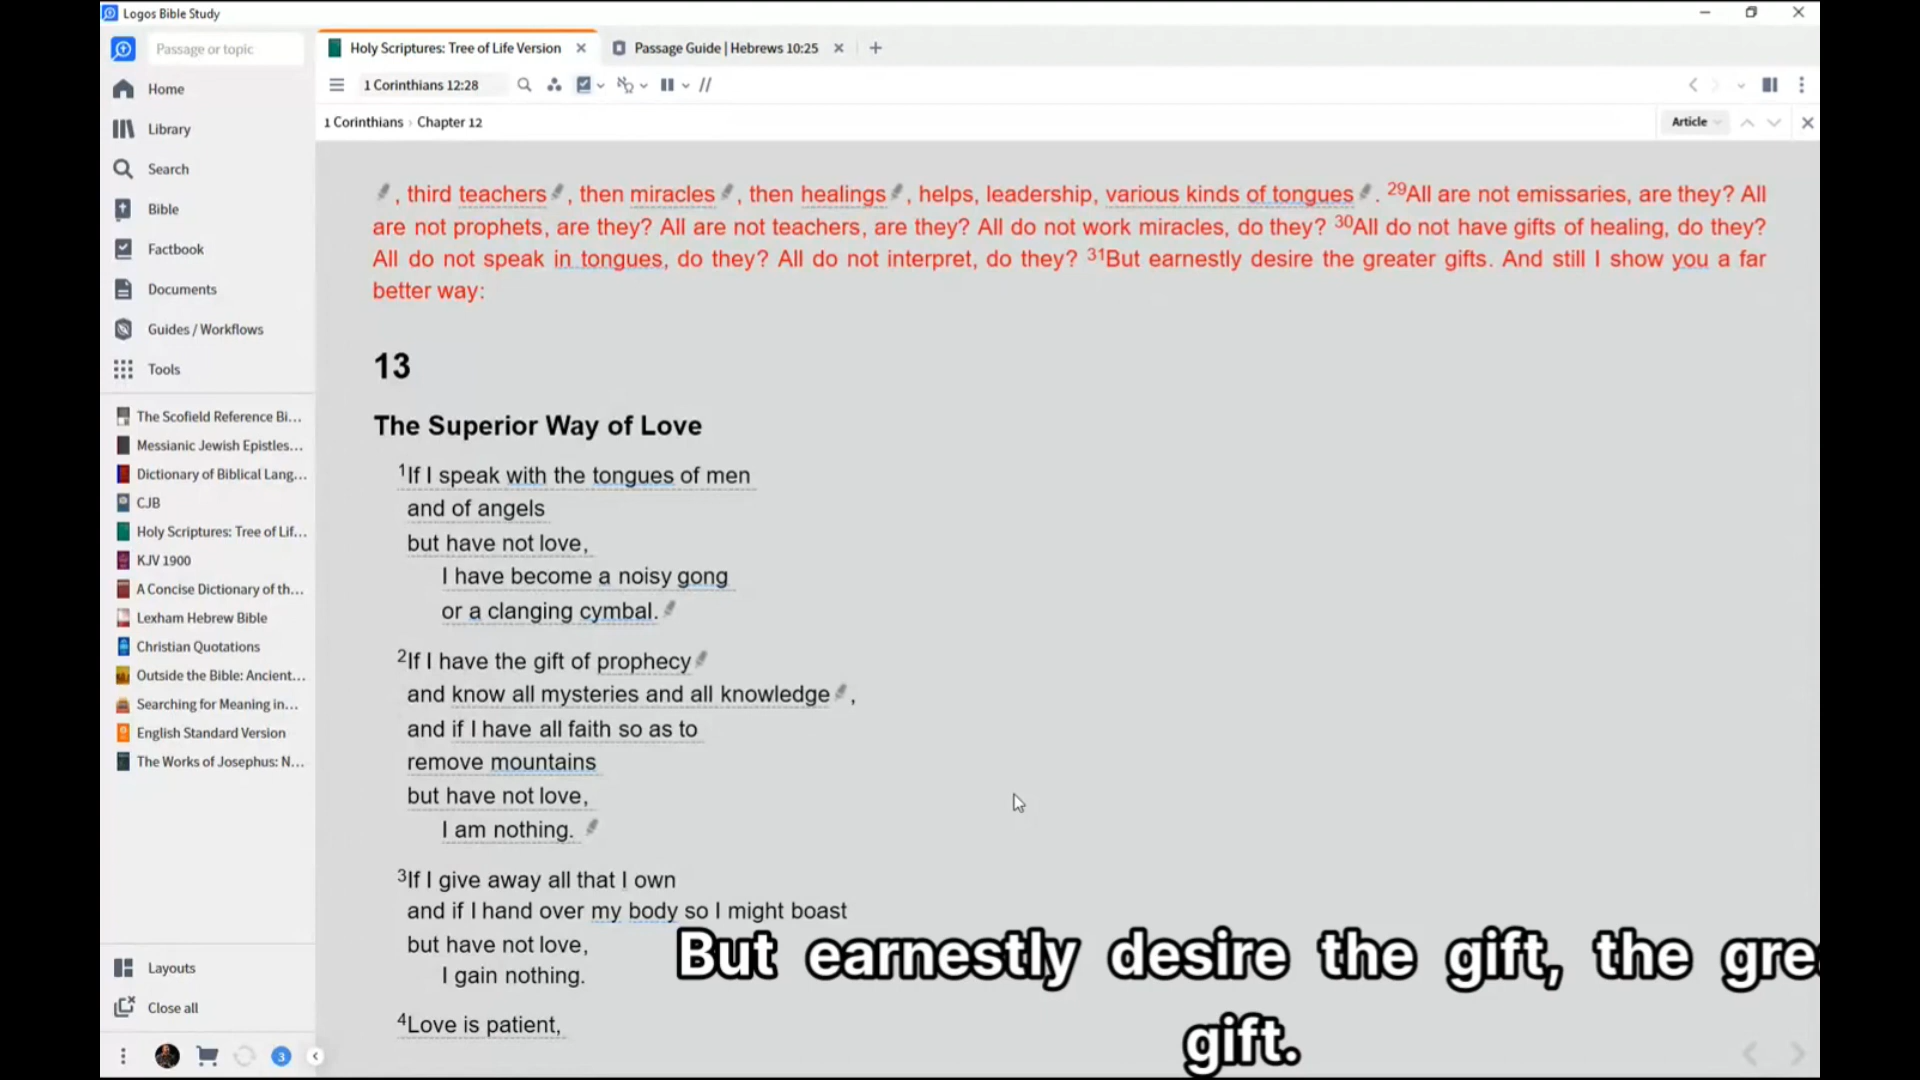 Logos Bible Study
Passage or topic
Holy Scriptures: Tree of Life Version
Passage Guide | Hebrews 10:25
1 Corinthians 12:28
1 Corinthians › Chapter 12
Article
Home
Library
Search
Bible
Factbook
Documents
Guides / Workflows
Tools
The Scofield Reference Bi...
Messianic Jewish Epistles...
Dictionary of Biblical Lang...
CJB
Holy Scriptures: Tree of Lif...
KJV 1900
A Concise Dictionary of th...
Lexham Hebrew Bible
Christian Quotations
Outside the Bible: Ancient...
Searching for Meaning in...
English Standard Version
The Works of Josephus: N...
Layouts
Close all
3
, third teachers, then miracles, then healings, helps, leadership, various kinds of tongues. 29All are not emissaries, are they? All
are not prophets, are they? All are not teachers, are they? All do not work miracles, do they? 30All do not have gifts of healing, do they?
All do not speak in tongues, do they? All do not interpret, do they? 31But earnestly desire the greater gifts. And still I show you a far
better way:
13
The Superior Way of Love
1If I speak with the tongues of men
and of angels
but have not love,
I have become a noisy gong
or a clanging cymbal.
2If I have the gift of prophecy
and know all mysteries and all knowledge,
and if I have all faith so as to
remove mountains
but have not love,
I am nothing.
3If I give away all that I own
and if I hand over my body so I might boast
but have not love,
I gain nothing.
4Love is patient,
But earnestly desire the gift, the gre
gift.